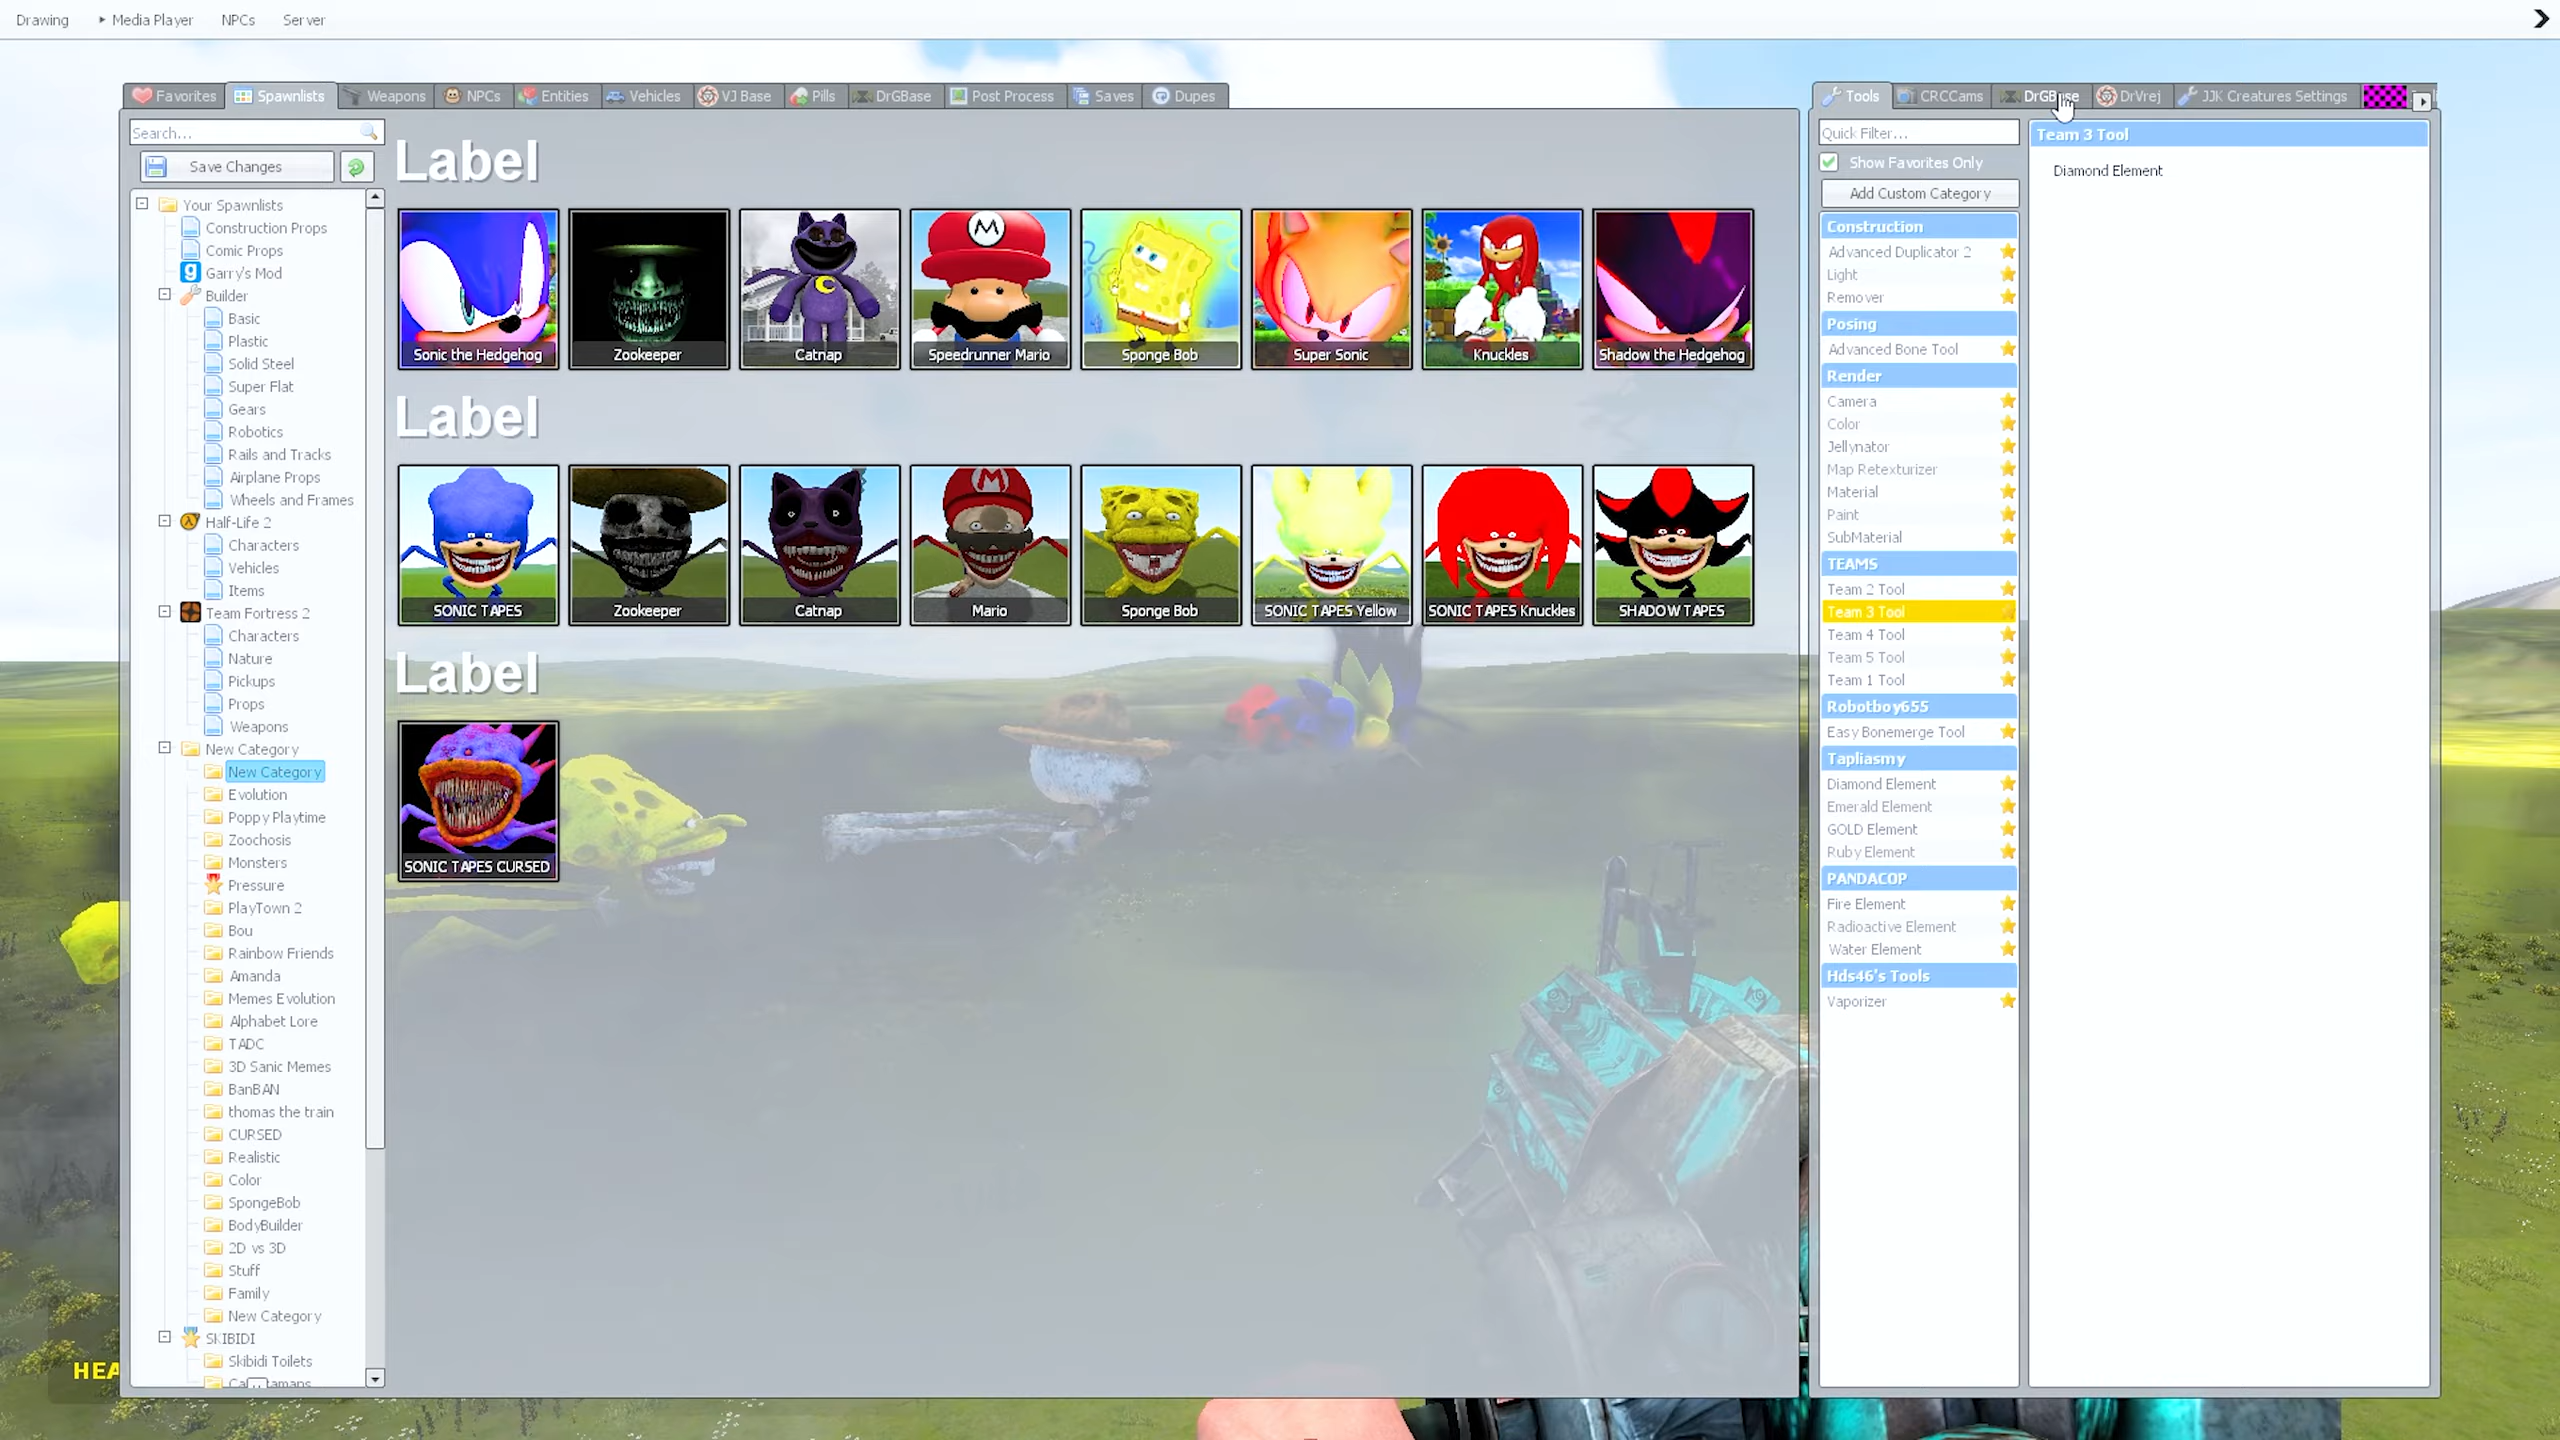 Drawing
Media Player
NPCs
Server
Favorites
Spawnlists
Weapons
NPCs
Entities
Vehicles
VJ Base
Pills
DrGBase
Post Process
Saves
Dupes
Search...
Save Changes
Your Spawnlists
Construction Props
Comic Props
Garry's Mod
Builder
Basic
Plastic
Solid Steel
Super Flat
Gears
Robotics
Rails and Tracks
Airplane Props
Wheels and Frames
Half-Life 2
Characters
Vehicles
Items
Team Fortress 2
Characters
Nature
Pickups
Props
Weapons
New Category
New Category
Evolution
Poppy Playtime
Zoochosis
Monsters
Pressure
PlayTown 2
Bou
Rainbow Friends
Amanda
Memes Evolution
Alphabet Lore
TADC
3D Sanic Memes
BanBAN
thomas the train
CURSED
Realistic
Color
SpongeBob
BodyBuilder
2D vs 3D
Stuff
Family
New Category
SKIBIDI
Skibidi Toilets
Label
M
Sonic the Hedgehog
Zookeeper
Catnap
Speedrunner Mario
Sponge Bob
Super Sonic
Knuckles
Shadow the Hedgehog
Label
M
SONIC TAPES
Zookeeper
Catnap
Mario
Sponge Bob
SONIC TAPES Yellow
SONIC TAPES Knuckles
SHADOW TAPES
Label
SONIC TAPES CURSED
Tools
CRCCams
DrGBase
DrVrej
JJK Creatures Settings
Quick Filter...
Show Favorites Only
Add Custom Category
Construction
Advanced Duplicator 2
Light
Remover
Posing
Advanced Bone Tool
Render
Camera
Color
Jellynator
Map Retexturizer
Material
Paint
SubMaterial
TEAMS
Team 2 Tool
Team 3 Tool
Team 4 Tool
Team 5 Tool
Team 1 Tool
Robotboy655
Easy Bonemerge Tool
Tapliasmy
Diamond Element
Emerald Element
GOLD Element
Ruby Element
PANDACOP
Fire Element
Radioactive Element
Water Element
Hds46's Tools
Vaporizer
Team 3 Tool
Diamond Element
HEA